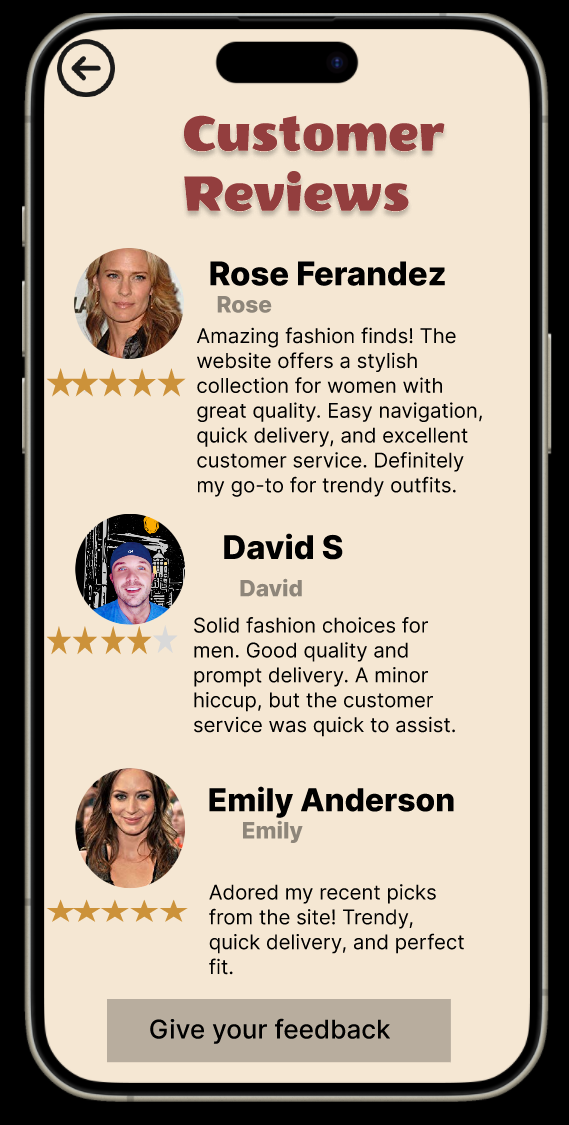 Customer
Reviews
Rose Ferandez
Rose
Amazing fashion finds! The
website offers a stylish
collection for women with
great quality. Easy navigation,
quick delivery, and excellent
customer service. Definitely
my go-to for trendy outfits.
David S
David
Solid fashion choices for
men. Good quality and
prompt delivery. A minor
hiccup, but the customer
service was quick to assist.
Emily Anderson
Emily
Adored my recent picks
from the site! Trendy,
quick delivery, and perfect
fit.
Give your feedback